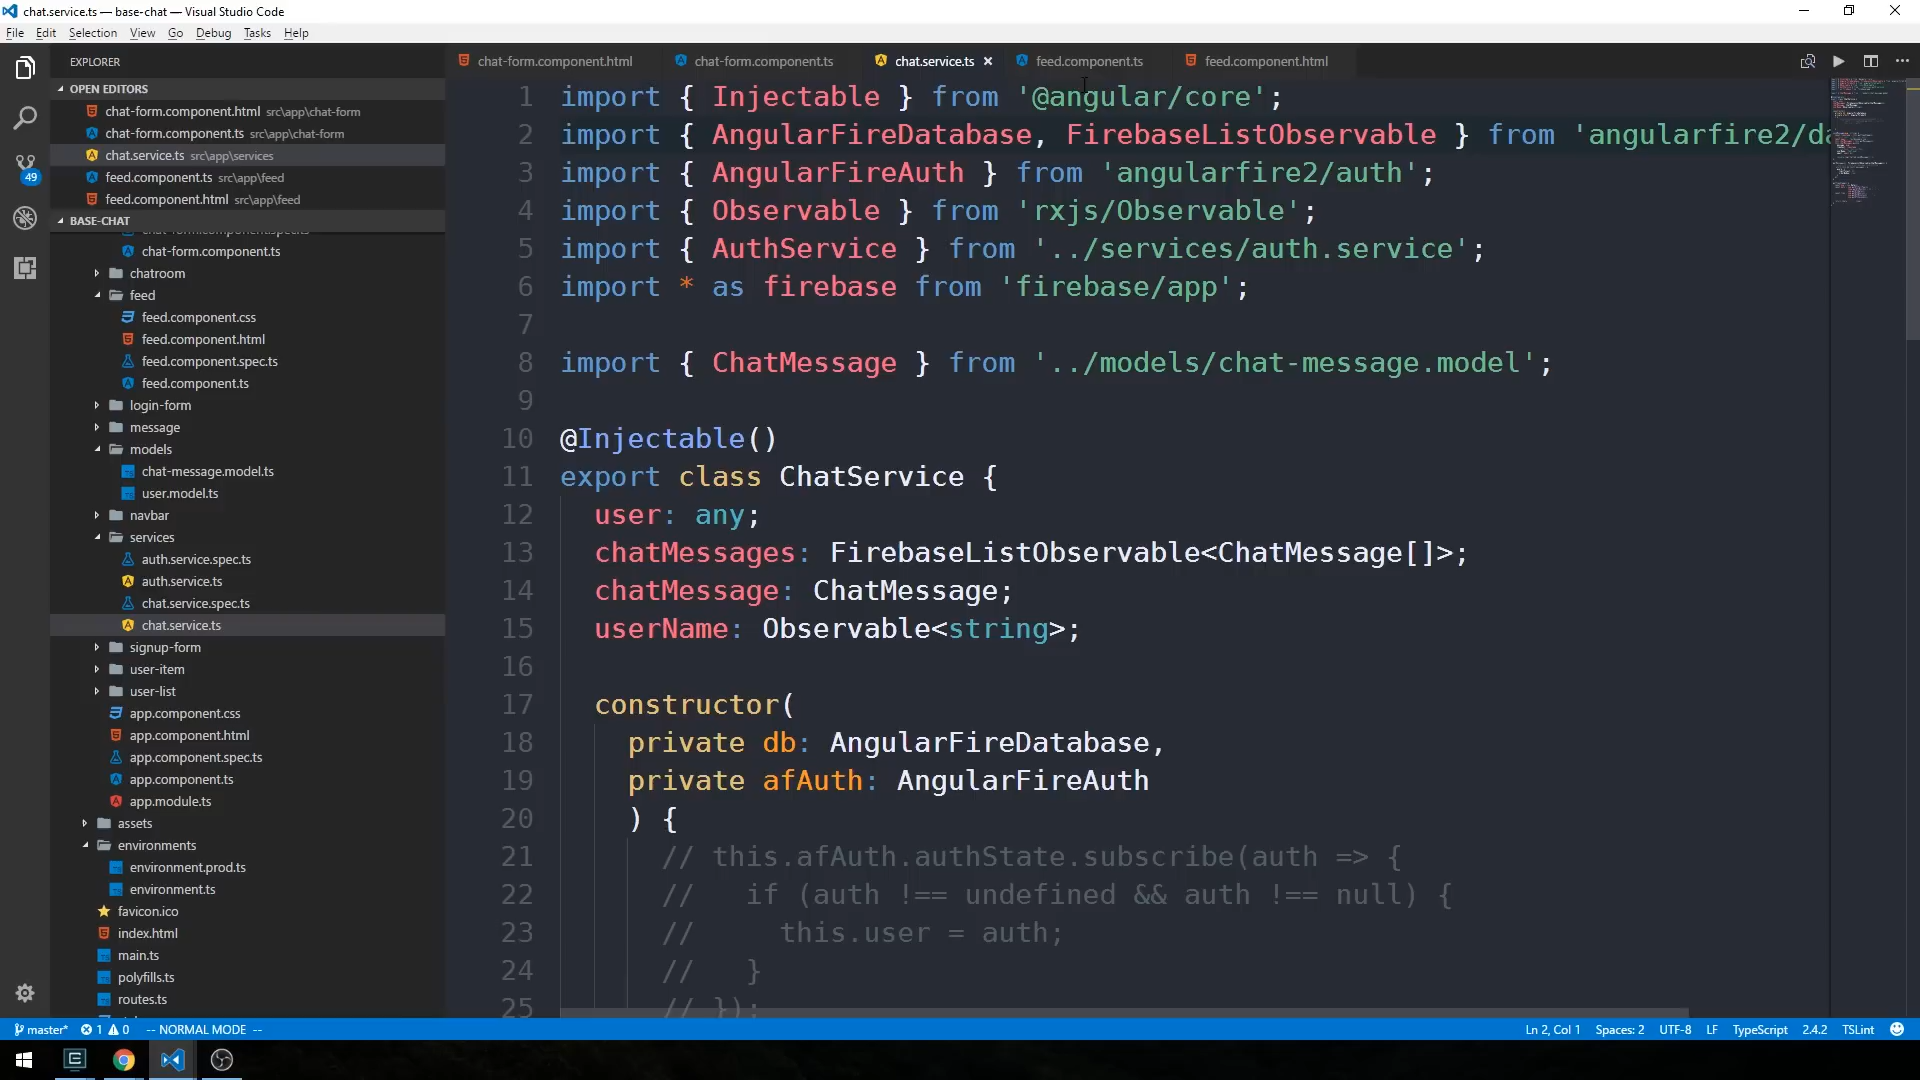 chat.service.ts — base-chat — Visual Studio Code
File Edit Selection View Go Debug Tasks Help
EXPLORER
OPEN EDITORS
chat-form.component.html src\app\chat-form
chat-form.component.ts src\app\chat-form
chat.service.ts src\app\services
feed.component.ts src\app\feed
feed.component.html src\app\feed
BASE-CHAT
chat-form.component.spec.ts
chat-form.component.ts
chatroom
feed
feed.component.css
feed.component.html
feed.component.spec.ts
feed.component.ts
login-form
message
models
chat-message.model.ts
user.model.ts
navbar
services
auth.service.spec.ts
auth.service.ts
chat.service.spec.ts
chat.service.ts
signup-form
user-item
user-list
app.component.css
app.component.html
app.component.spec.ts
app.component.ts
app.module.ts
assets
environments
environment.prod.ts
environment.ts
favicon.ico
index.html
main.ts
polyfills.ts
routes.ts
49
chat-form.component.html chat-form.component.ts chat.service.ts feed.component.ts feed.component.html
1 import { Injectable } from '@angular/core';
2 import { AngularFireDatabase, FirebaseListObservable } from 'angularfire2/da
3 import { AngularFireAuth } from 'angularfire2/auth';
4 import { Observable } from 'rxjs/Observable';
5 import { AuthService } from '../services/auth.service';
6 import * as firebase from 'firebase/app';
7
8 import { ChatMessage } from '../models/chat-message.model';
9
10 @Injectable()
11 export class ChatService {
12 user: any;
13 chatMessages: FirebaseListObservable<ChatMessage[]>;
14 chatMessage: ChatMessage;
15 userName: Observable<string>;
16
17 constructor(
18 private db: AngularFireDatabase,
19 private afAuth: AngularFireAuth
20 ) {
21 // this.afAuth.authState.subscribe(auth => {
22 // if (auth !== undefined && auth !== null) {
23 // this.user = auth;
24 // }
25 // });
master* 1 0 -- NORMAL MODE -- Ln 2, Col 1 Spaces: 2 UTF-8 LF TypeScript 2.4.2 TSLint